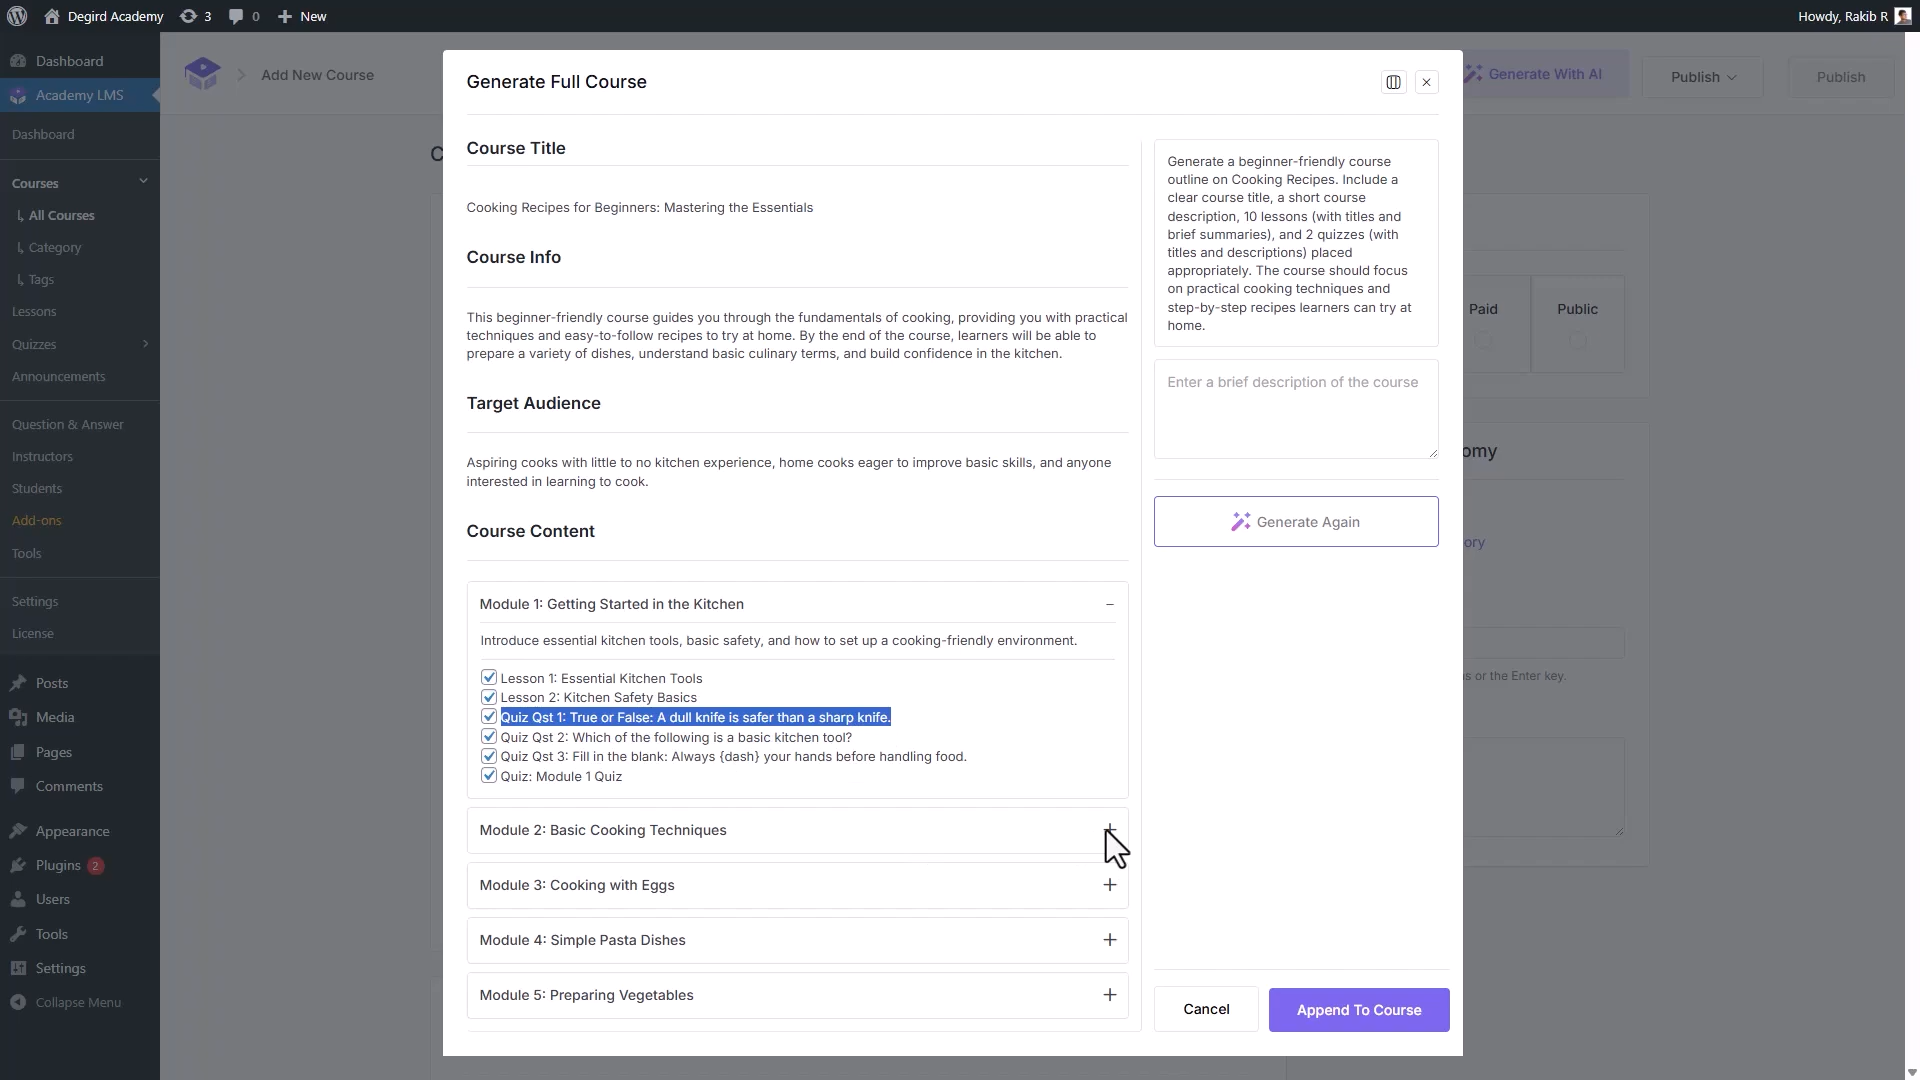 Degird Academy
3
0
New
Howdy, Rakib R
Dashboard
Academy LMS
Dashboard
Courses
All Courses
Category
Tags
Lessons
Quizzes
Announcements
Question & Answer
Instructors
Students
Add-ons
Tools
Settings
License
Posts
Media
Pages
Comments
Appearance
Plugins 2
Users
Tools
Settings
Collapse Menu
Add New Course
Generate With AI
Publish
Publish
C
Generate Full Course
Course Title
Cooking Recipes for Beginners: Mastering the Essentials
Course Info
This beginner-friendly course guides you through the fundamentals of cooking, providing you with practical
techniques and easy-to-follow recipes to try at home. By the end of the course, learners will be able to
prepare a variety of dishes, understand basic culinary terms, and build confidence in the kitchen.
Target Audience
Aspiring cooks with little to no kitchen experience, home cooks eager to improve basic skills, and anyone
interested in learning to cook.
Course Content
Module 1: Getting Started in the Kitchen
Introduce essential kitchen tools, basic safety, and how to set up a cooking-friendly environment.
Lesson 1: Essential Kitchen Tools
Lesson 2: Kitchen Safety Basics
Quiz Qst 1: True or False: A dull knife is safer than a sharp knife.
Quiz Qst 2: Which of the following is a basic kitchen tool?
Quiz Qst 3: Fill in the blank: Always {dash} your hands before handling food.
Quiz: Module 1 Quiz
Module 2: Basic Cooking Techniques
Module 3: Cooking with Eggs
Module 4: Simple Pasta Dishes
Module 5: Preparing Vegetables
Generate a beginner-friendly course
outline on Cooking Recipes. Include a
clear course title, a short course
description, 10 lessons (with titles and
brief summaries), and 2 quizzes (with
titles and descriptions) placed
appropriately. The course should focus
on practical cooking techniques and
step-by-step recipes learners can try at
home.
Enter a brief description of the course
Generate Again
Cancel
Append To Course
Paid
Public
omy
ory
s or the Enter key.